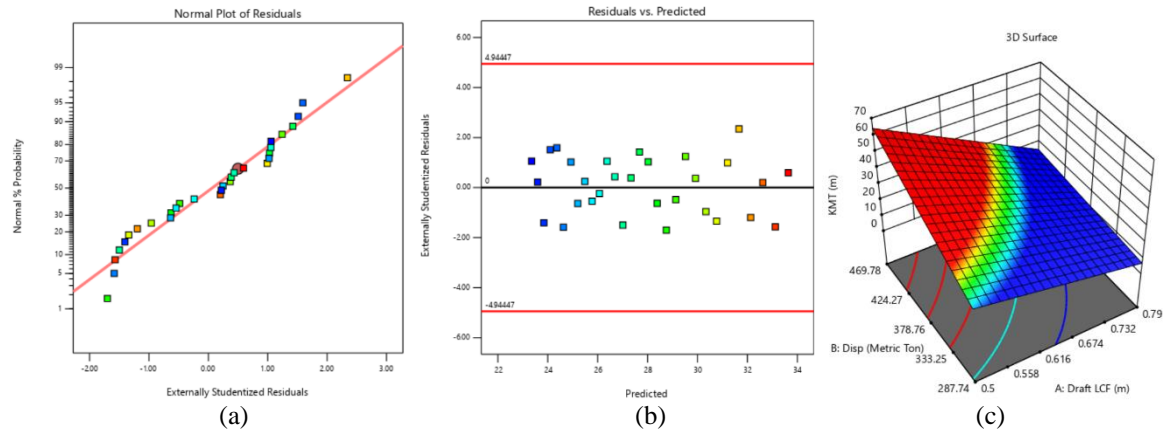 Normal Plot of Residuals
Normal % Probability
99
95
90
80
70
50
30
20
10
5
1
-2.00 -1.00 0.00 1.00 2.00 3.00
Externally Studentized Residuals
(a)
Residuals vs. Predicted
Externally Studentized Residuals
6.00
4.94447
4.00
2.00
0
0.00
-2.00
-4.00
-4.94447
-6.00
22 24 26 28 30 32 34
Predicted
(b)
3D Surface
KMT (m)
70
60
50
40
30
20
10
0
469.78
424.27
378.76
333.25
287.74
B: Disp (Metric Ton)
0.5
0.558
0.616
0.674
0.732
0.79
A: Draft LCF (m)
(c)